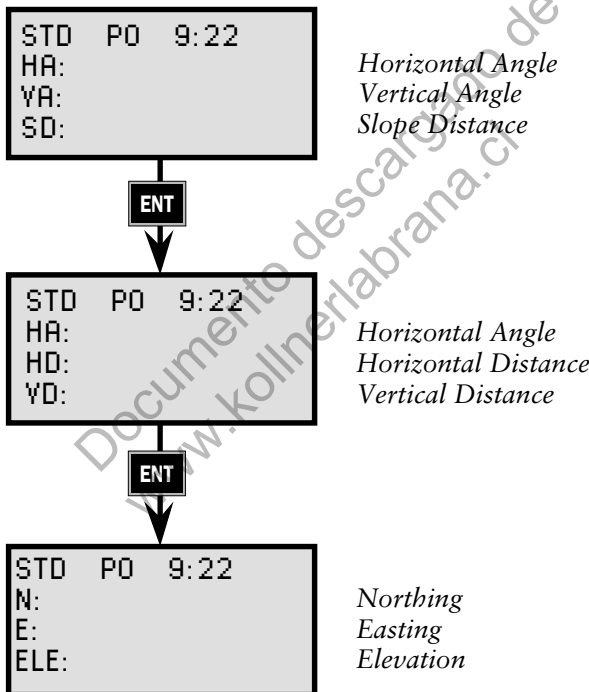 STD P0 9:22
HA: Horizontal Angle
VA: Vertical Angle
SD: Slope Distance
ENT
STD P0 9:22
HA: Horizontal Angle
HD: Horizontal Distance
VD: Vertical Distance
ENT
STD P0 9:22
N: Northing
E: Easting
ELE: Elevation
Documento descargado de
www.kollnerlabrana.cl